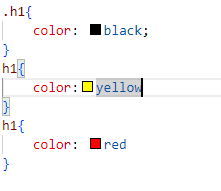 .h1{
color: black;
}
h1{
color: yellow
}
h1{
color: red
}